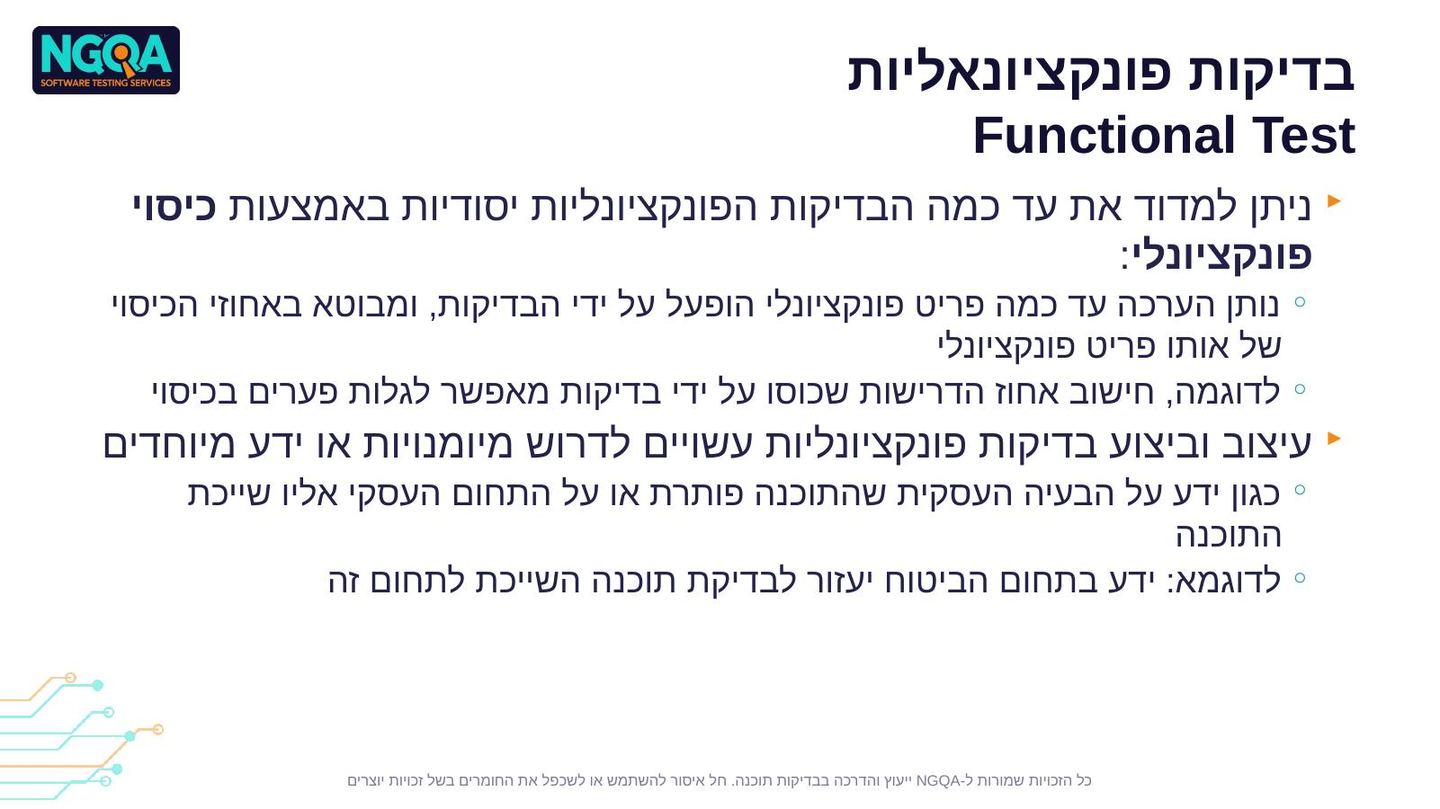 NGQA
SOFTWARE TESTING SERVICES
בדיקות פונקציונאליות
Functional Test
ניתן למדוד את עד כמה הבדיקות הפונקציונליות יסודיות באמצעות כיסוי
פונקציונלי:
נותן הערכה עד כמה פריט פונקציונלי הופעל על ידי הבדיקות, ומבוטא באחוזי הכיסוי
של אותו פריט פונקציונלי
לדוגמה, חישוב אחוז הדרישות שכוסו על ידי בדיקות מאפשר לגלות פערים בכיסוי
עיצוב וביצוע בדיקות פונקציונליות עשויים לדרוש מיומנויות או ידע מיוחדים
כגון ידע על הבעיה העסקית שהתוכנה פותרת או על התחום העסקי אליו שייכת
התוכנה
לדוגמא: ידע בתחום הביטוח יעזור לבדיקת תוכנה השייכת לתחום זה
כל הזכויות שמורות ל-NGQA ייעוץ והדרכה בבדיקות תוכנה. חל איסור להשתמש או לשכפל את החומרים בשל זכויות יוצרים